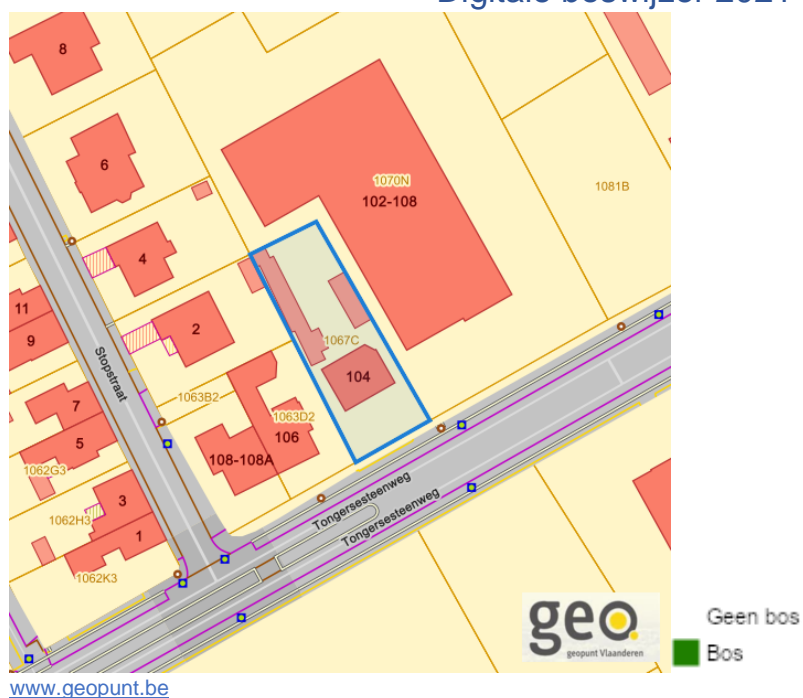 8
6
1070N
102-108
1081B
4
11
2
9
1067C
Stopstraat
104
7
1063B2
1063D2
5
106
108-108A
1062G3
3
Tongersesteenweg
1062H3
1
Tongersesteenweg
1062K3
geo.
geopunt Vlaanderen
Geen bos
Bos
www.geopunt.be